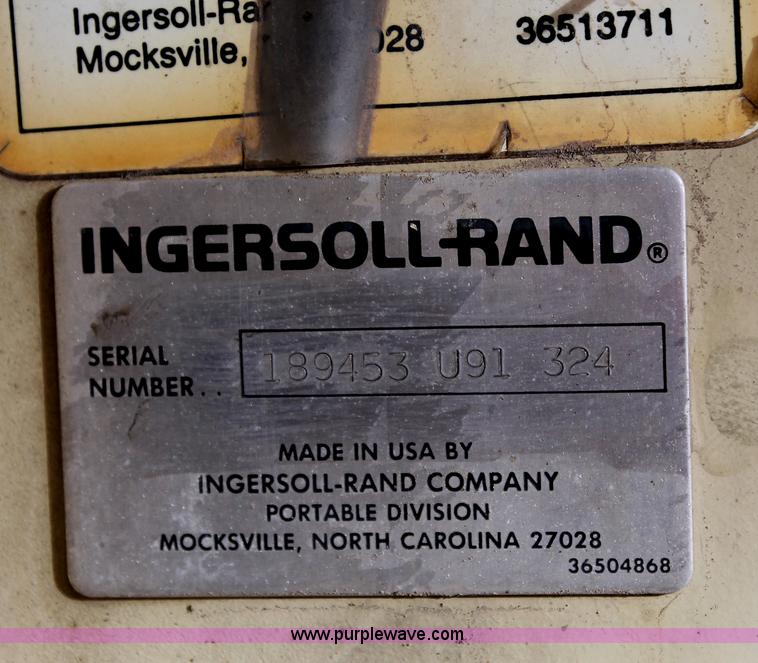 Ingersoll-Ra
Mocksville, 028 36513711
INGERSOLL-RAND®
SERIAL
NUMBER.. 189453 U91 324
MADE IN USA BY
INGERSOLL-RAND COMPANY
PORTABLE DIVISION
MOCKSVILLE, NORTH CAROLINA 27028
36504868
www.purplewave.com